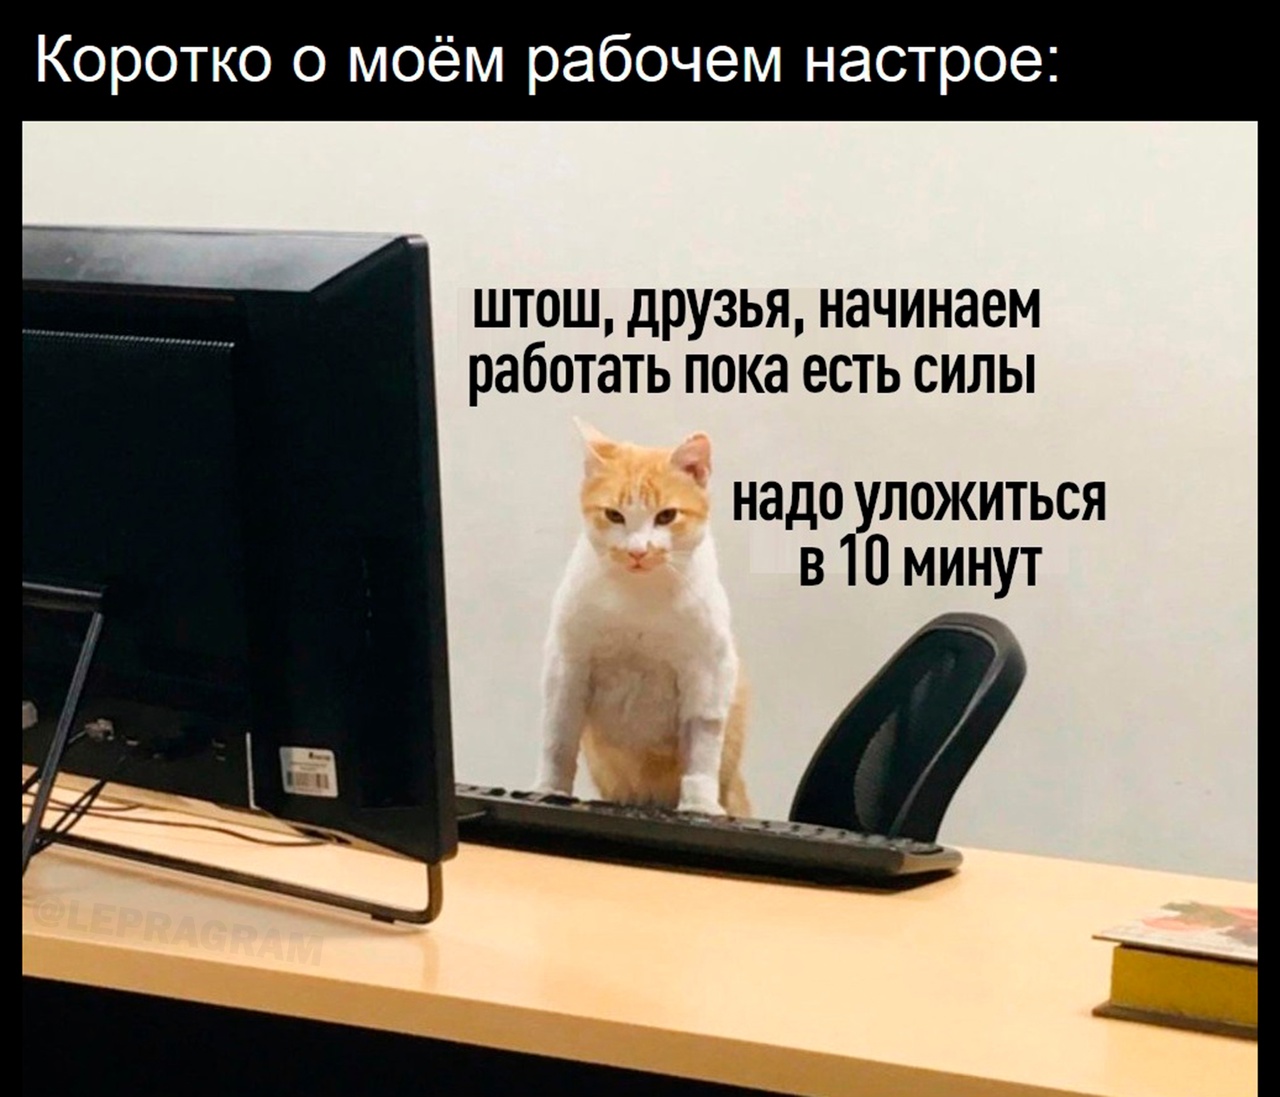 Коротко о моём рабочем настрое:
штош, друзья, начинаем
работать пока есть силы
надо уложиться
в 10 минут
@LEPRAGRAM